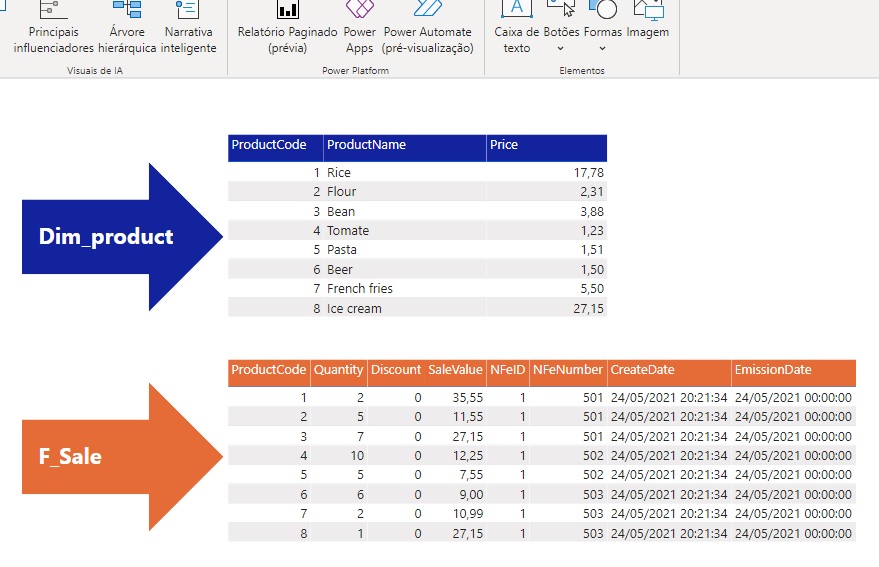 Principais influenciadores
Árvore hierárquica
Narrativa inteligente
Visuais de IA
Relatório Paginado (prévia)
Power Apps
Power Automate (pré-visualização)
Power Platform
A
Caixa de texto
Botões
Formas
Imagem
Elementos
Dim_product
ProductCode ProductName Price
1 Rice 17,78
2 Flour 2,31
3 Bean 3,88
4 Tomate 1,23
5 Pasta 1,51
6 Beer 1,50
7 French fries 5,50
8 Ice cream 27,15
F_Sale
ProductCode Quantity Discount SaleValue NFeID NFeNumber CreateDate EmissionDate
1 2 0 35,55 1 501 24/05/2021 20:21:34 24/05/2021 00:00:00
2 5 0 11,55 1 501 24/05/2021 20:21:34 24/05/2021 00:00:00
3 7 0 27,15 1 501 24/05/2021 20:21:34 24/05/2021 00:00:00
4 10 0 12,25 1 502 24/05/2021 20:21:34 24/05/2021 00:00:00
5 5 0 7,55 1 502 24/05/2021 20:21:34 24/05/2021 00:00:00
6 6 0 9,00 1 503 24/05/2021 20:21:34 24/05/2021 00:00:00
7 2 0 10,99 1 503 24/05/2021 20:21:34 24/05/2021 00:00:00
8 1 0 27,15 1 503 24/05/2021 20:21:34 24/05/2021 00:00:00